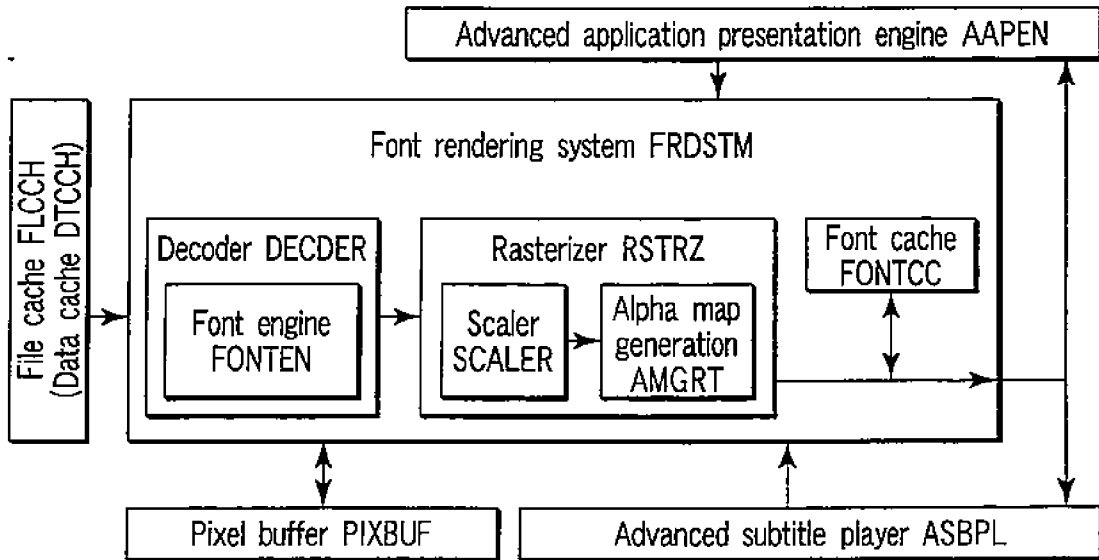 Advanced application presentation engine AAPEN
File cache FLCCH
(Data cache DTCCH)
Font rendering system FRDSTM
Decoder DECDER
Font engine
FONTEN
Rasterizer RSTRZ
Scaler
SCALER
Alpha map
generation
AMGRT
Font cache
FONTCC
Pixel buffer PIXBUF
Advanced subtitle player ASBPL